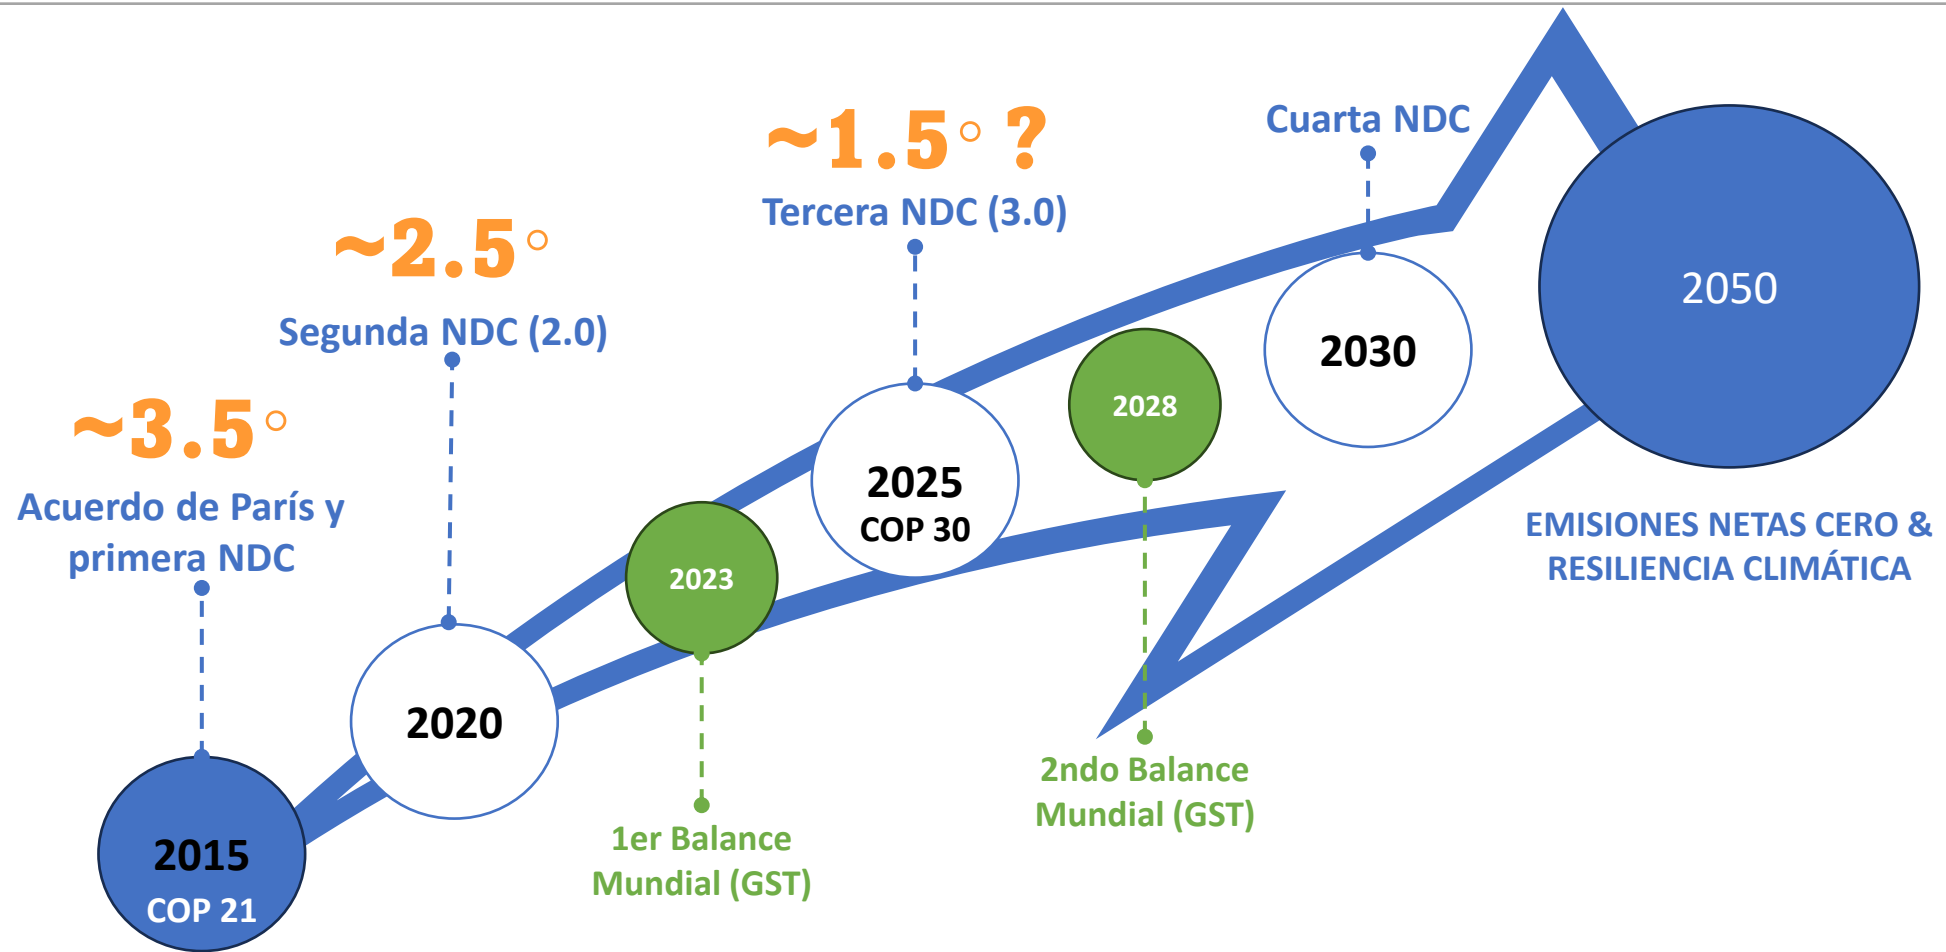 ~3.5°
Acuerdo de París y
primera NDC
2015
COP 21
~2.5°
Segunda NDC (2.0)
2020
2023
1er Balance
Mundial (GST)
~1.5° ?
Tercera NDC (3.0)
2025
COP 30
2028
2ndo Balance
Mundial (GST)
Cuarta NDC
2030
2050
EMISIONES NETAS CERO &
RESILIENCIA CLIMÁTICA